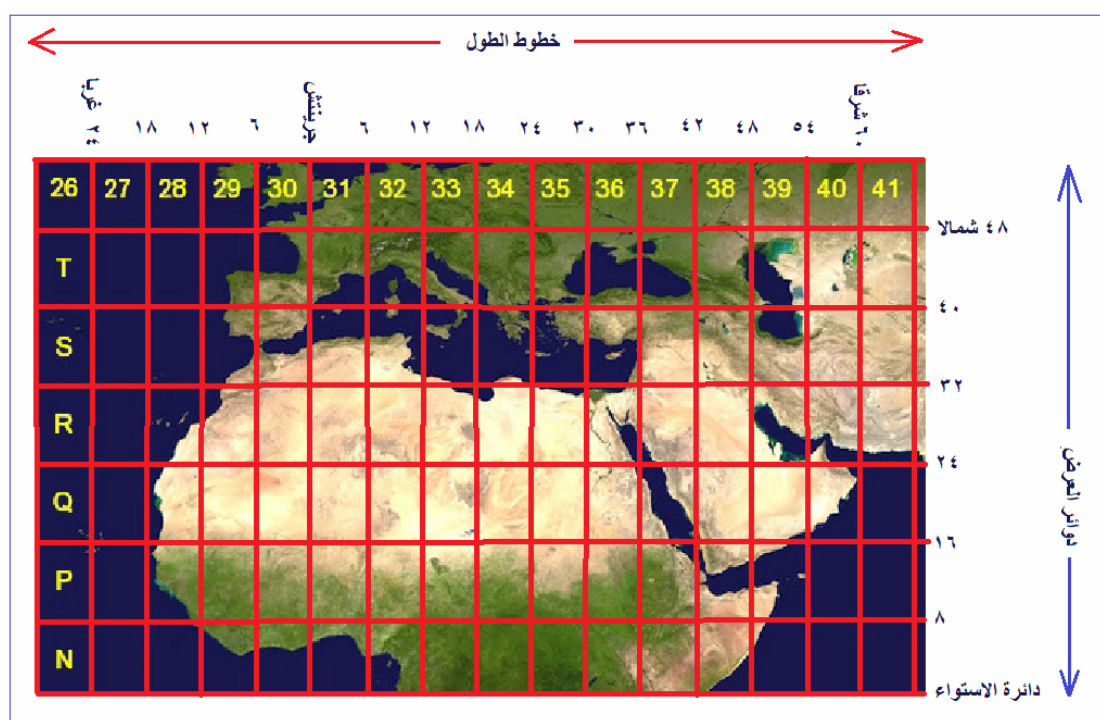 خطوط الطول
٢٤ غربا ١٨ ١٢ ٦ جرينتش ٦ ١٢ ١٨ ٢٤ ٣٠ ٣٦ ٤٢ ٤٨ ٥٤ ٦٠ شرقا
26 27 28 29 30 31 32 33 34 35 36 37 38 39 40 41
٤٨ شمالا
T
٤٠
S
٣٢
R
٢٤
Q
١٦
P
٨
N
دائرة الاستواء
دوائر العرض